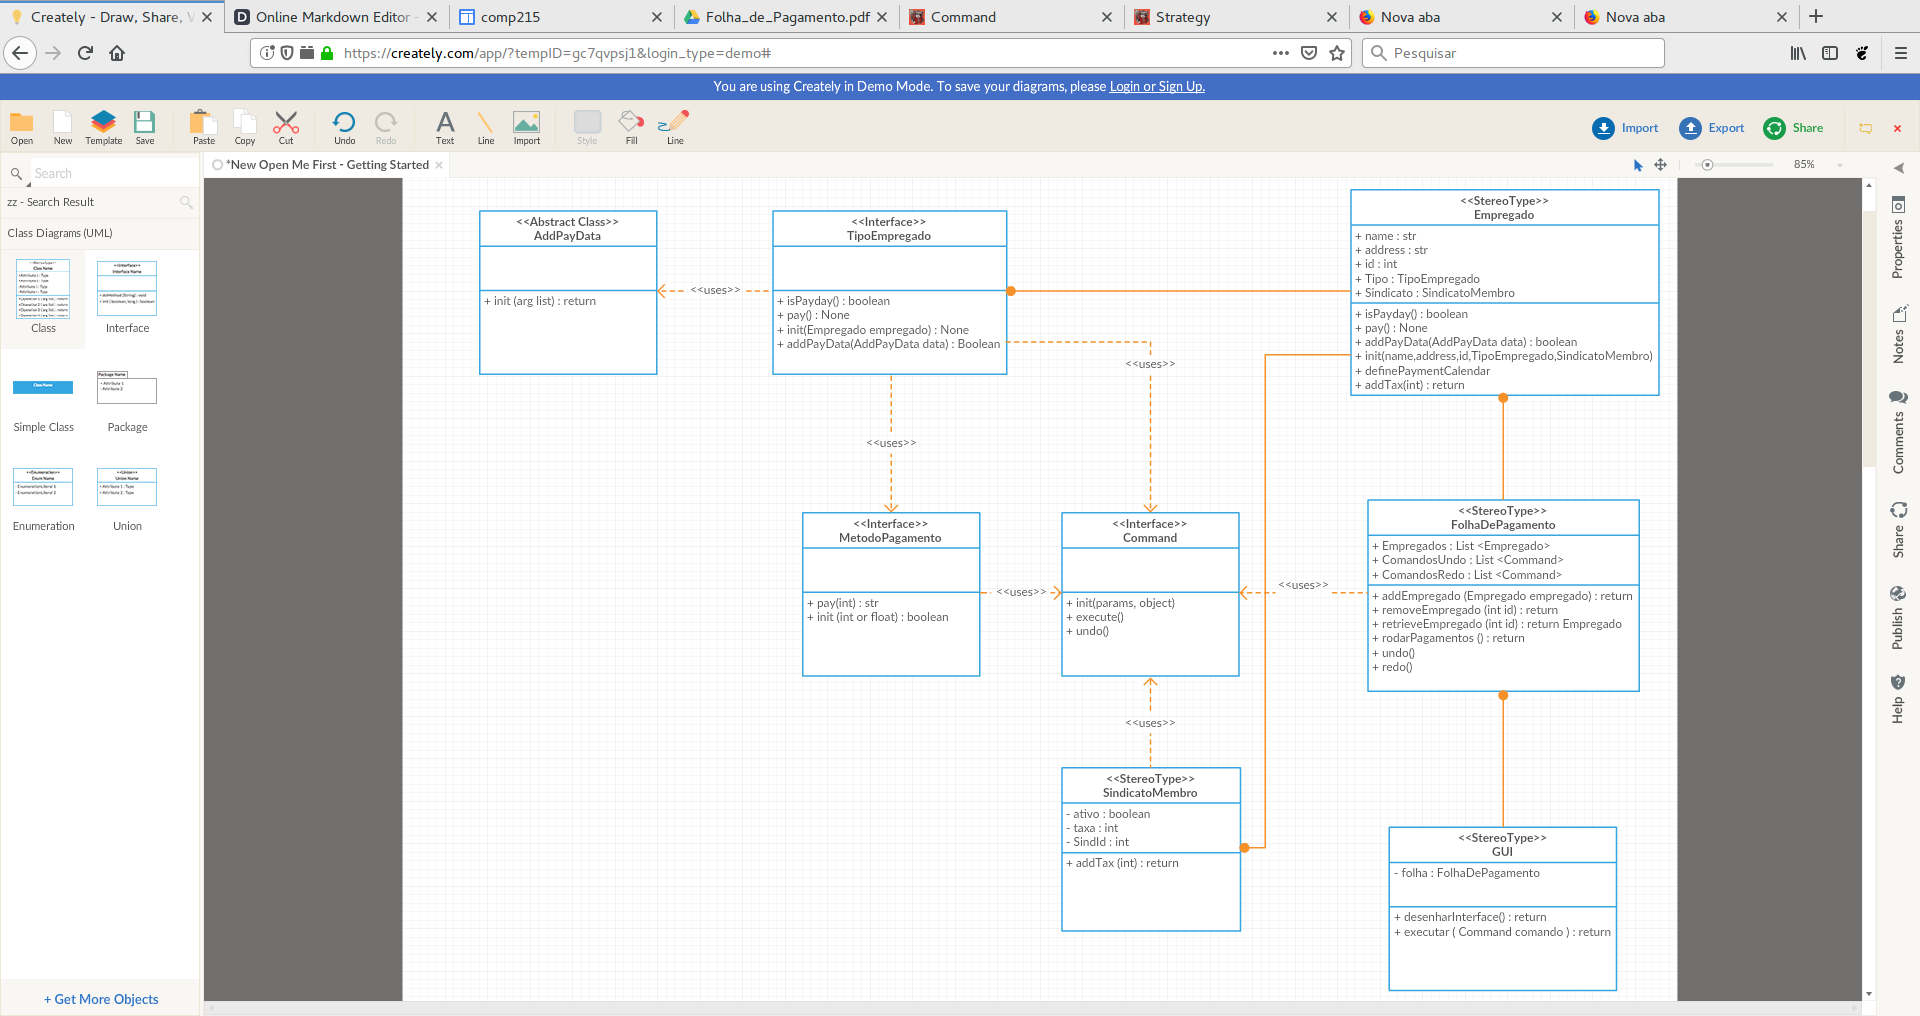 Creately - Draw, Share, V
Online Markdown Editor -
comp215
Folha_de_Pagamento.pdf
Command
Strategy
Nova aba
Nova aba
https://creately.com/app/?tempID=gc7qvpsj1&login_type=demo#
Pesquisar
You are using Creately in Demo Mode. To save your diagrams, please Login or Sign Up.
Open
New
Template
Save
Paste
Copy
Cut
Undo
Redo
Text
Line
Import
Style
Fill
Line
Import
Export
Share
Search
*New Open Me First - Getting Started
85%
zz - Search Result
Class Diagrams (UML)
Class
Interface
Simple Class
Package
Enumeration
Union
+ Get More Objects
<<Abstract Class>>
AddPayData
+ init (arg list) : return
<<uses>>
<<Interface>>
TipoEmpregado
+ isPayday() : boolean
+ pay() : None
+ init(Empregado empregado) : None
+ addPayData(AddPayData data) : Boolean
<<uses>>
<<uses>>
<<StereoType>>
Empregado
+ name : str
+ address : str
+ id : int
+ Tipo : TipoEmpregado
+ Sindicato : SindicatoMembro
+ isPayday() : boolean
+ pay() : None
+ addPayData(AddPayData data) : boolean
+ init(name,address,id,TipoEmpregado,SindicatoMembro)
+ definePaymentCalendar
+ addTax(int) : return
<<Interface>>
MetodoPagamento
+ pay(int) : str
+ init (int or float) : boolean
<<uses>>
<<Interface>>
Command
+ init(params, object)
+ execute()
+ undo()
<<uses>>
<<StereoType>>
FolhaDePagamento
+ Empregados : List <Empregado>
+ ComandosUndo : List <Command>
+ ComandosRedo : List <Command>
+ addEmpregado (Empregado empregado) : return
+ removeEmpregado (int id) : return
+ retrieveEmpregado (int id) : return Empregado
+ rodarPagamentos () : return
+ undo()
+ redo()
<<uses>>
<<StereoType>>
SindicatoMembro
- ativo : boolean
- taxa : int
- SindId : int
+ addTax (int) : return
<<StereoType>>
GUI
- folha : FolhaDePagamento
+ desenharInterface() : return
+ executar ( Command comando ) : return
Properties
Notes
Comments
Share
Publish
Help